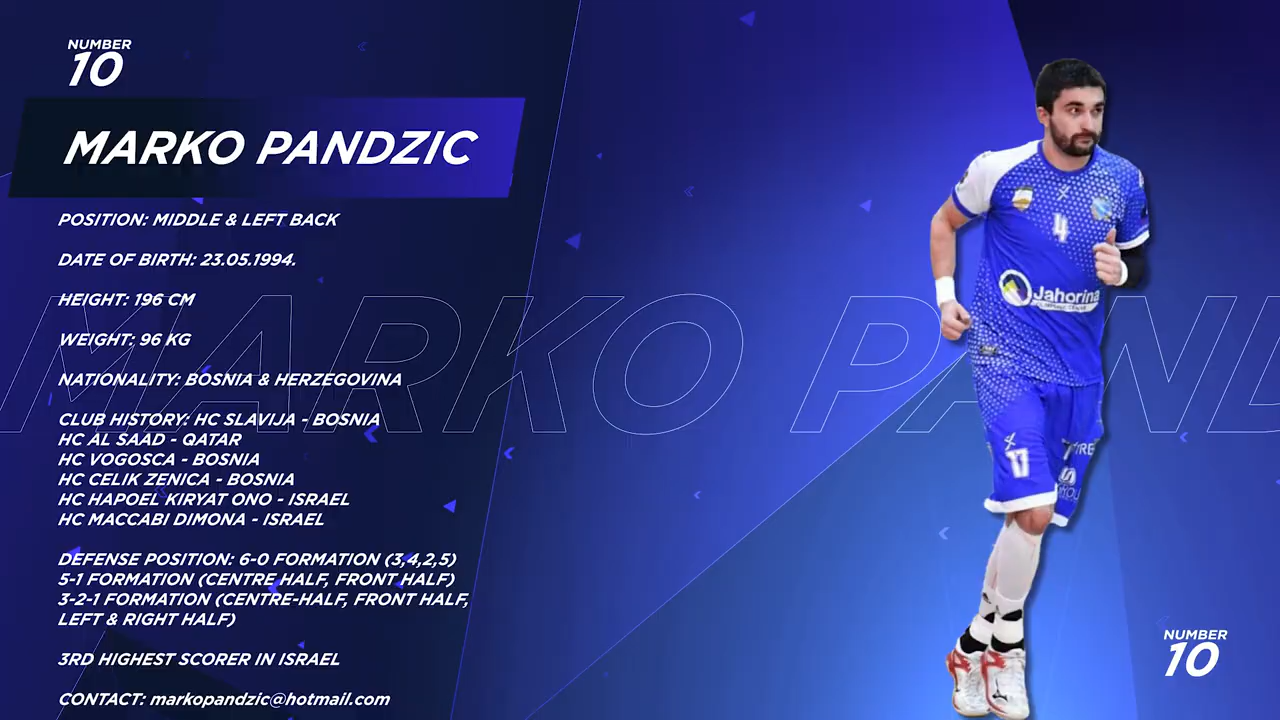 NUMBER
10
MARKO PANDZIC
POSITION: MIDDLE & LEFT BACK
DATE OF BIRTH: 23.05.1994.
HEIGHT: 196 CM
WEIGHT: 96 KG
NATIONALITY: BOSNIA & HERZEGOVINA
CLUB HISTORY: HC SLAVIJA - BOSNIA
HC AL SAAD - QATAR
HC VOGOSCA - BOSNIA
HC CELIK ZENICA - BOSNIA
HC HAPOEL KIRYAT ONO - ISRAEL
HC MACCABI DIMONA - ISRAEL
DEFENSE POSITION: 6-0 FORMATION (3,4,2,5)
5-1 FORMATION (CENTRE HALF, FRONT HALF)
3-2-1 FORMATION (CENTRE-HALF, FRONT HALF,
LEFT & RIGHT HALF)
3RD HIGHEST SCORER IN ISRAEL
CONTACT: markopandzic@hotmail.com
MARKO PAND
4
Jahorina
17
NUMBER
10